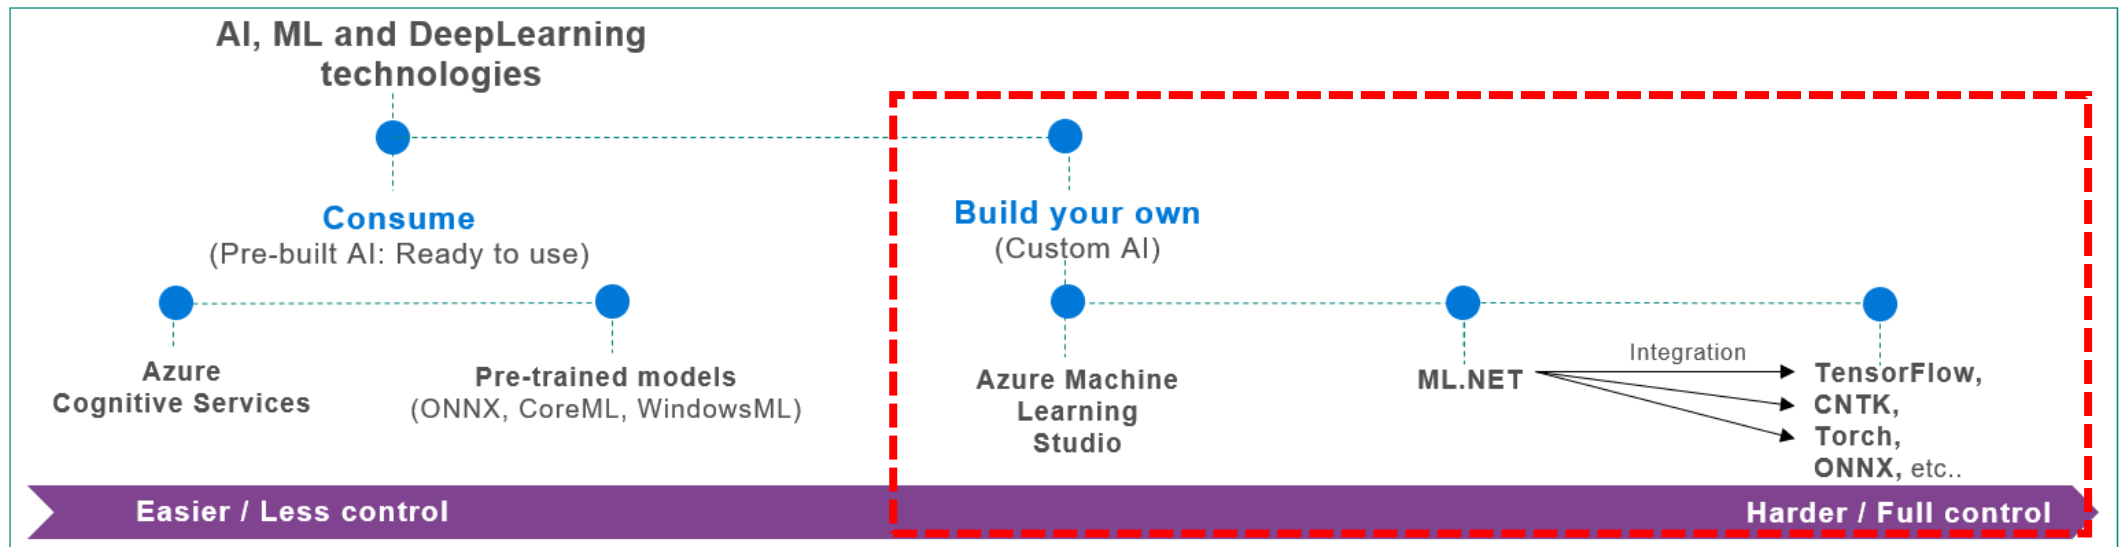 AI, ML and DeepLearning
technologies
Consume
(Pre-built AI: Ready to use)
Build your own
(Custom AI)
Azure
Cognitive Services
Pre-trained models
(ONNX, CoreML, WindowsML)
Azure Machine
Learning
Studio
ML.NET
Integration
TensorFlow,
CNTK,
Torch,
ONNX, etc..
Easier / Less control
Harder / Full control